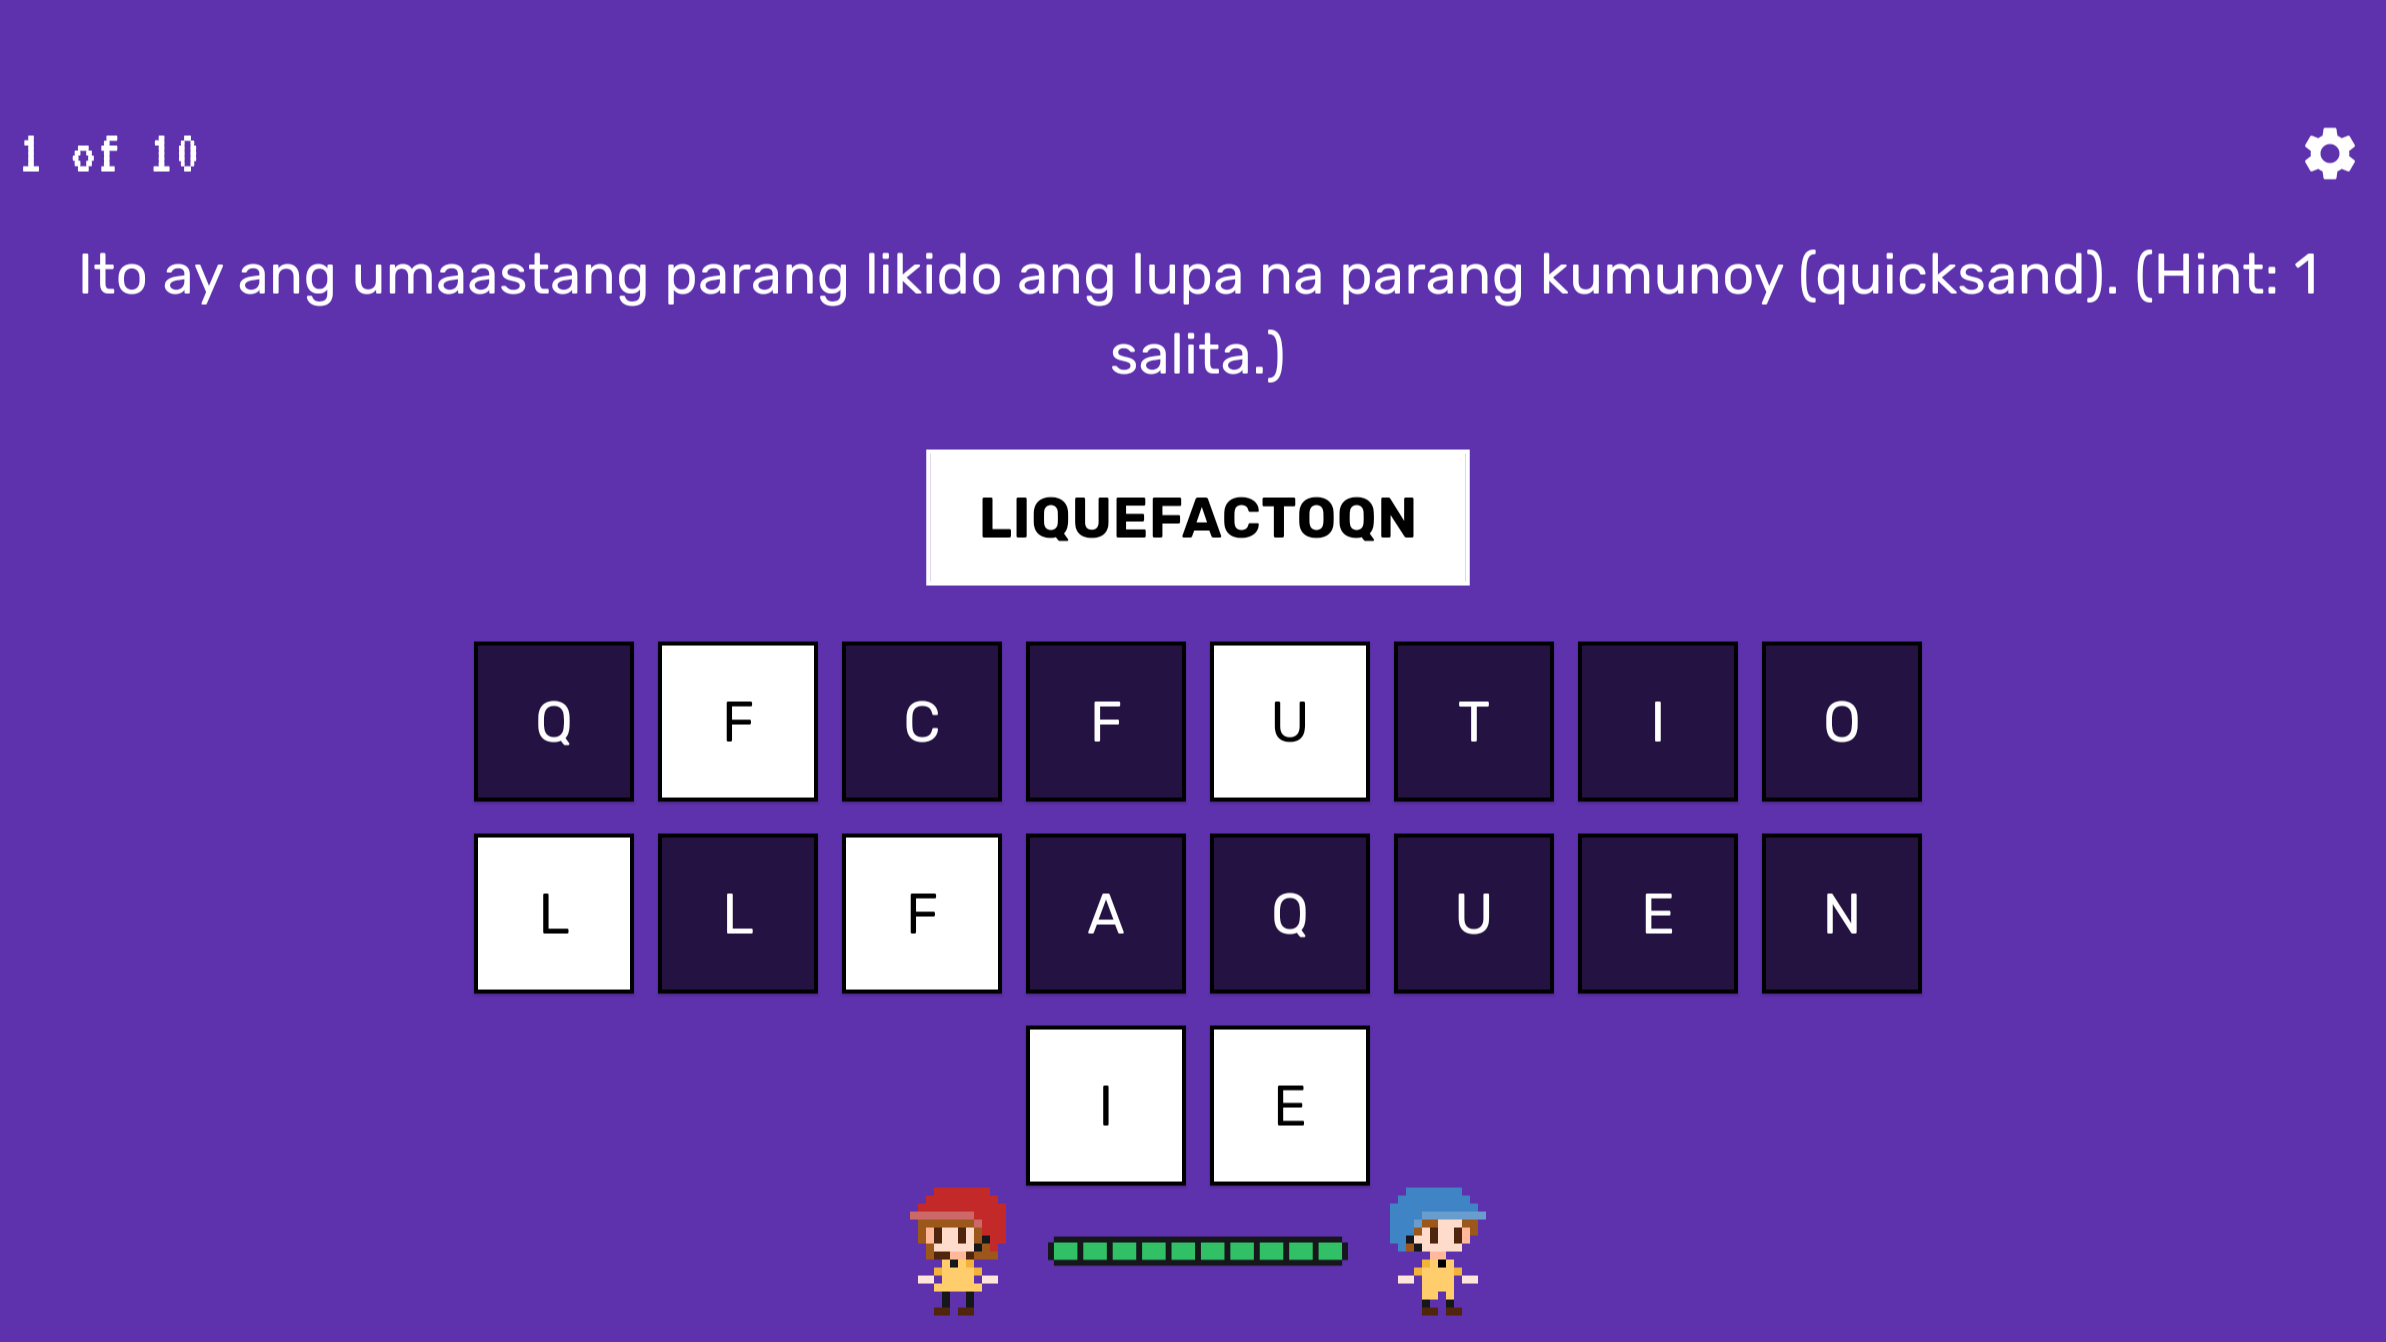 1 of 10
Ito ay ang umaastang parang likido ang lupa na parang kumunoy (quicksand). (Hint: 1
salita.)
LIQUEFACTOQN
Q F C F U T I O
L L F A Q U E N
I E